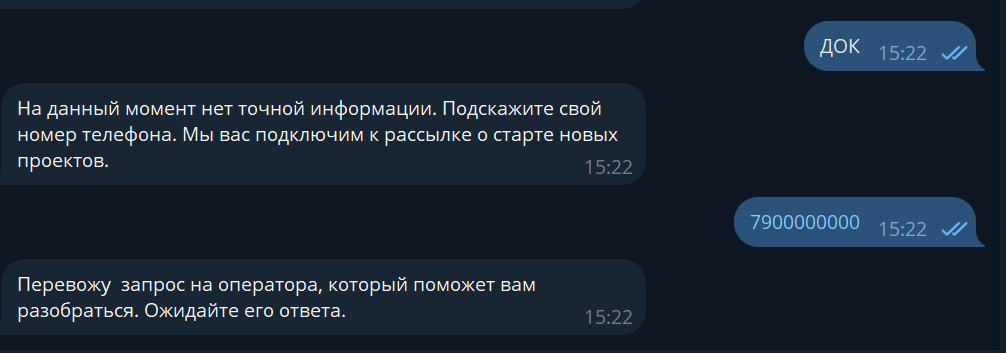 ДОК 15:22
На данный момент нет точной информации. Подскажите свой
номер телефона. Мы вас подключим к рассылке о старте новых
проектов. 15:22
7900000000 15:22
Перевожу  запрос на оператора, который поможет вам
разобраться. Ожидайте его ответа. 15:22